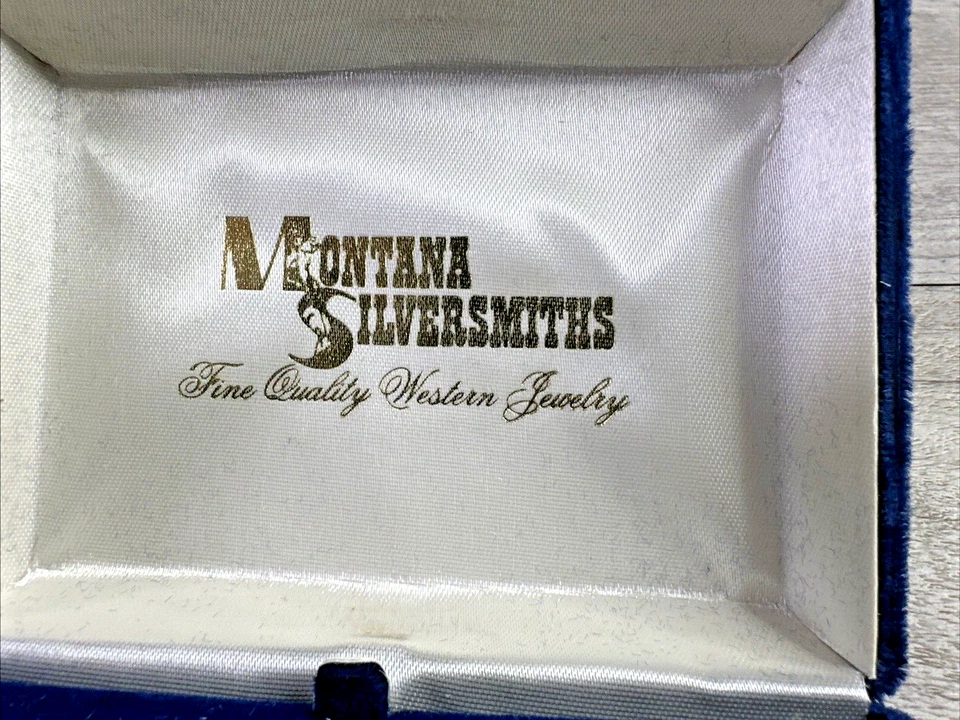 MONTANA
SILVERSMITHS
Fine Quality Western Jewelry